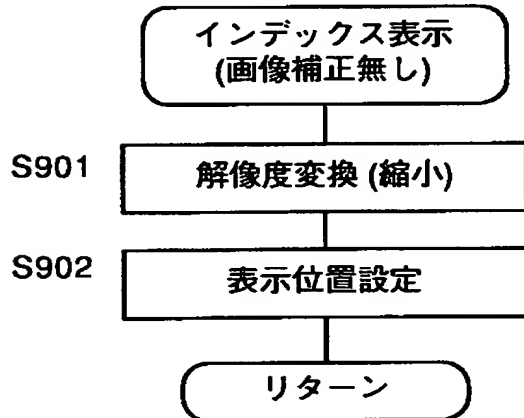 インデックス表示
(画像補正無し)
S901
解像度変換 (縮小)
S902
表示位置設定
リターン